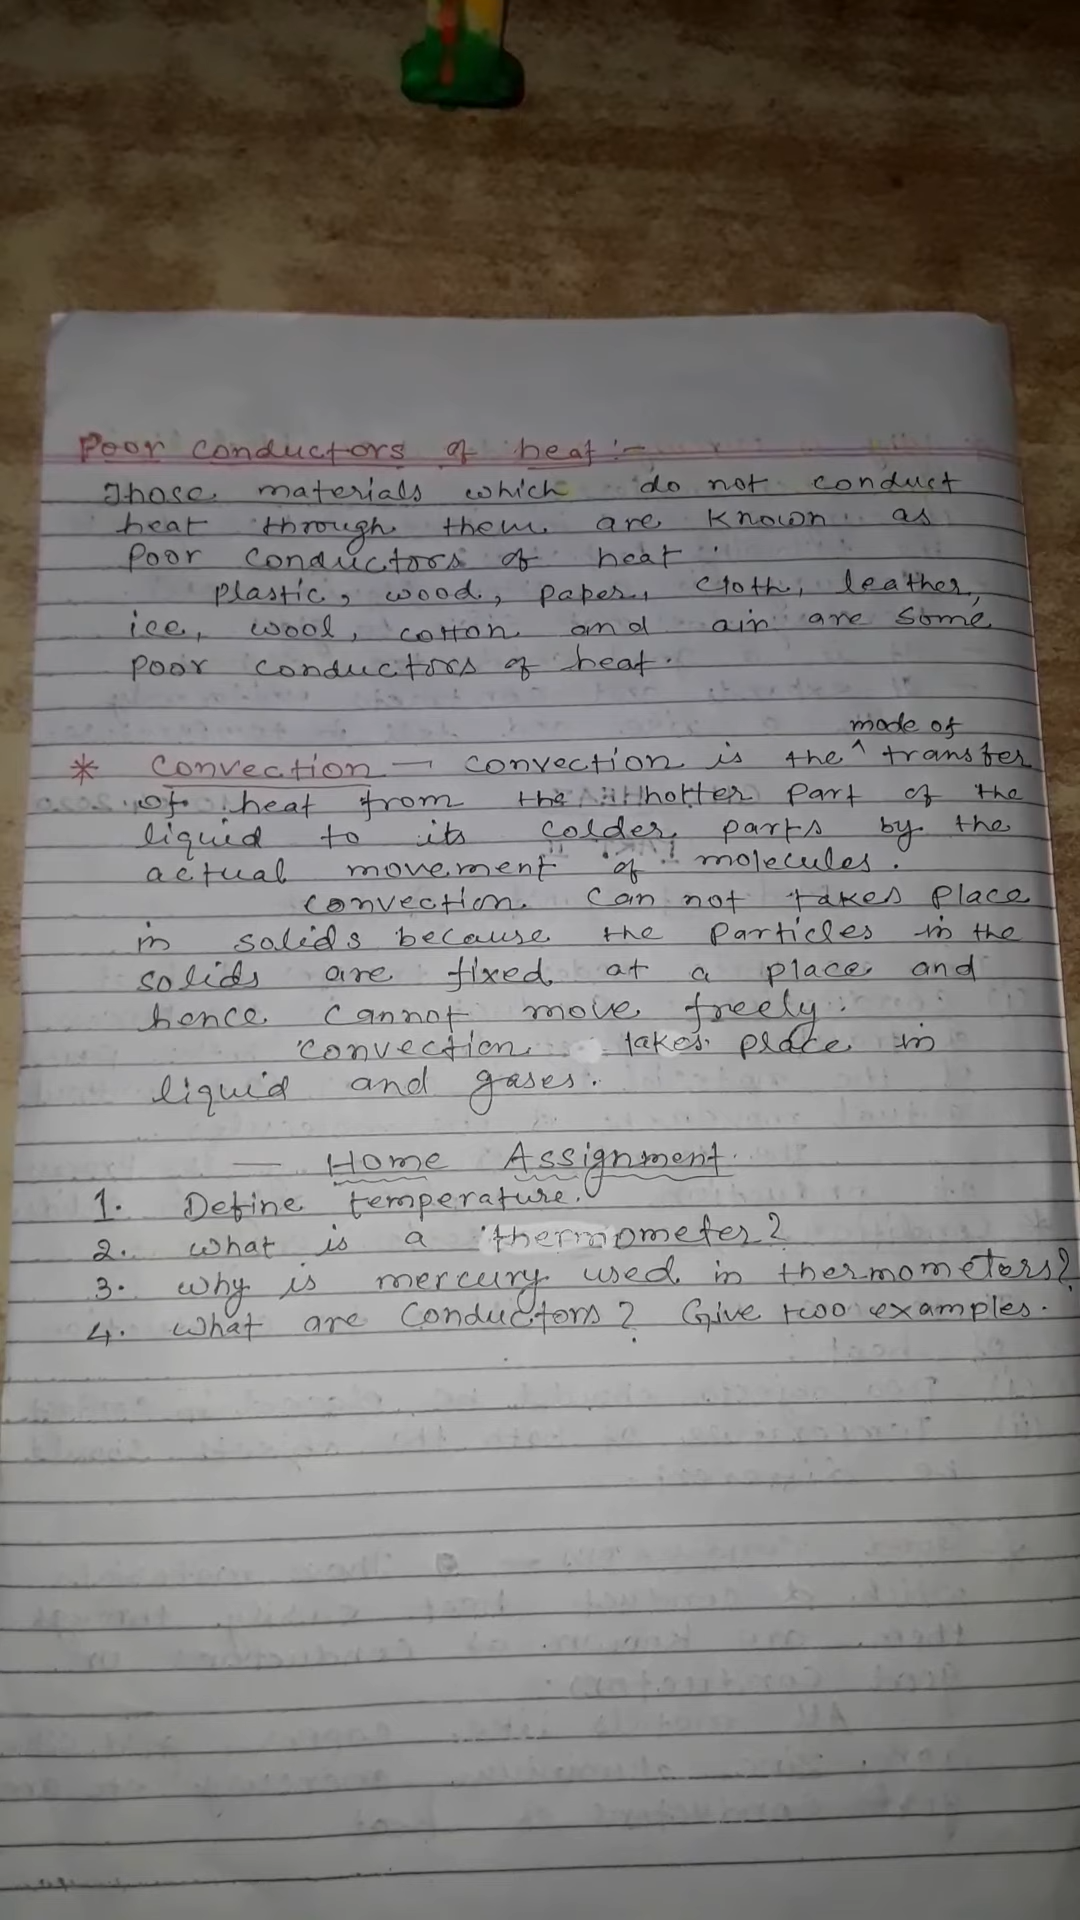 Poor conductors of heat :-
Those materials which do not conduct
heat through them are known as
Poor conductors of heat.
Plastic, wood, paper, cloth, leather,
ice, wool, cotton and air are some
poor conductors of heat.
mode of
* Convection - convection is the ^ transfer
of heat from the hotter part of the
liquid to its colder parts by the
actual movement of molecules.
convection can not takes place
in solids because the particles in the
solids are fixed at a place and
hence cannot move freely.
convection takes place in
liquid and gases.
— Home Assignment.
1. Define temperature.
2. What is a thermometer?
3. Why is mercury used in thermometers?
4. What are conductors? Give two examples.